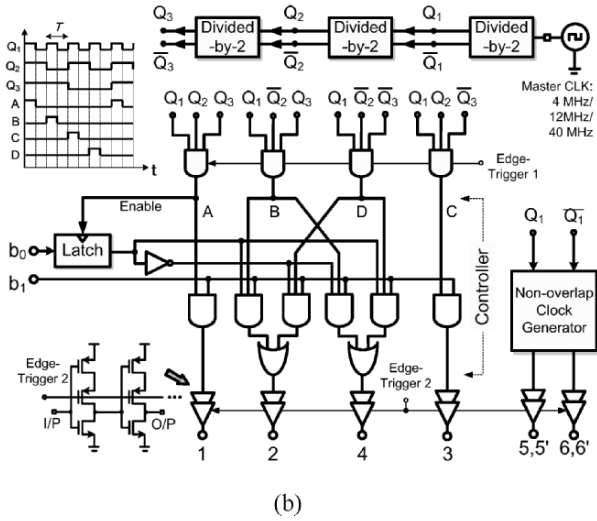 Q1
Q2
Q3
A
B
C
D
T
t
Q3 Q2 Q1
Divided -by-2
Divided -by-2
Divided -by-2
Q̅3 Q̅2 Q̅1
Master CLK:
4 MHz/
12MHz/
40 MHz
Q1 Q2 Q3
Q1 Q̅2 Q3
Q1 Q̅2 Q̅3
Q1 Q2 Q̅3
Edge-
Trigger 1
Enable
A B D C
b0
Latch
b1
Controller
Q1 Q̅1
Non-overlap
Clock
Generator
Edge-
Trigger 2
I/P O/P
Edge-
Trigger 2
1 2 4 3 5,5' 6,6'
(b)